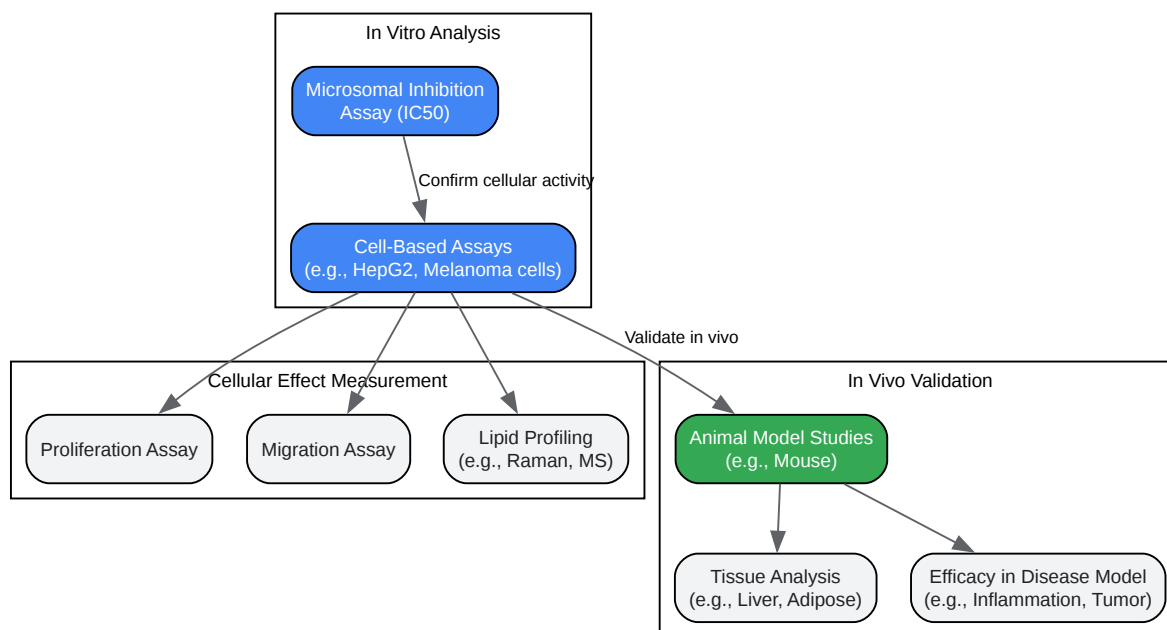 In Vitro Analysis
Microsomal Inhibition
Assay (IC50)
Confirm cellular activity
Cell-Based Assays
(e.g., HepG2, Melanoma cells)
Validate in vivo
Cellular Effect Measurement
Proliferation Assay
Migration Assay
Lipid Profiling
(e.g., Raman, MS)
In Vivo Validation
Animal Model Studies
(e.g., Mouse)
Tissue Analysis
(e.g., Liver, Adipose)
Efficacy in Disease Model
(e.g., Inflammation, Tumor)